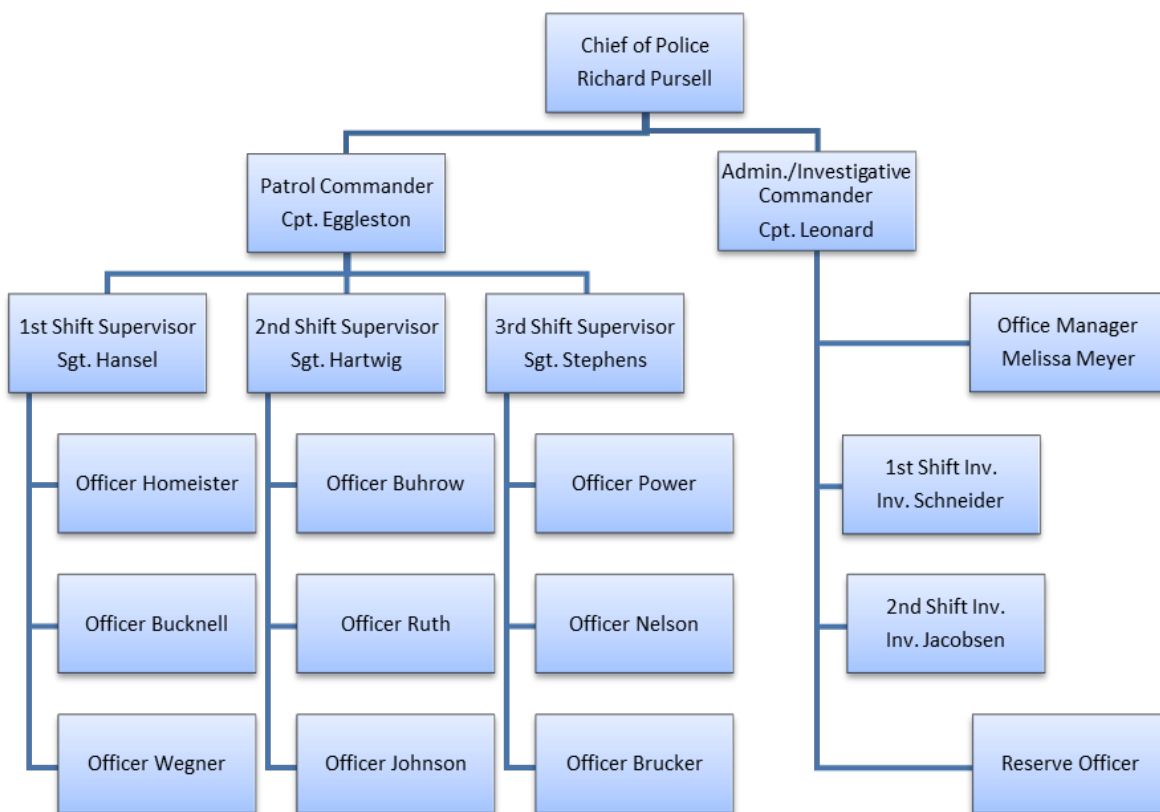 Chief of Police
Richard Pursell
Patrol Commander
Cpt. Eggleston
Admin./Investigative
Commander
Cpt. Leonard
1st Shift Supervisor
Sgt. Hansel
2nd Shift Supervisor
Sgt. Hartwig
3rd Shift Supervisor
Sgt. Stephens
Office Manager
Melissa Meyer
Officer Homeister
Officer Buhrow
Officer Power
1st Shift Inv.
Inv. Schneider
Officer Bucknell
Officer Ruth
Officer Nelson
2nd Shift Inv.
Inv. Jacobsen
Officer Wegner
Officer Johnson
Officer Brucker
Reserve Officer